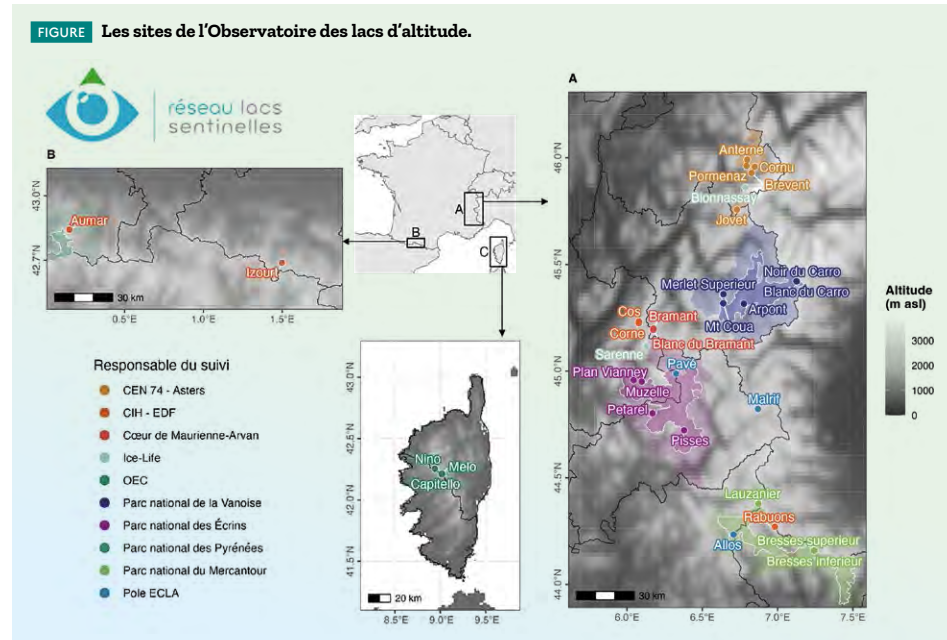 FIGURE Les sites de l'Observatoire des lacs d'altitude.
réseau lacs
sentinelles
B
43.0°N
42.7°N
Aumar
Izourt
30 km
0.5°E 1.0°E 1.5°E
A
B
C
Responsable du suivi
CEN 74 - Asters
CIH - EDF
Cœur de Maurienne-Arvan
Ice-Life
OEC
Parc national de la Vanoise
Parc national des Écrins
Parc national des Pyrénées
Parc national du Mercantour
Pole ECLA
43.0°N
42.5°N
42.0°N
41.5°N
Nino
Melo
Capitello
20 km
8.5°E 9.0°E 9.5°E
A
46.0°N
45.5°N
45.0°N
44.5°N
44.0°N
Anterne
Cornu
Pormenaz
Brévent
Blonnassay
Jovet
Noir du Carro
Merlet Supérieur
Blanc du Carro
Arpont
Mt Coua
Cos
Bramant
Corne
Blanc du Bramant
Sarenne
Pavé
Plan Vianney
Muzelle
Malrif
Petarel
Pisses
Lauzanier
Rabuons
Allos
Bresses supérieur
Bresses inférieur
30 km
6.0°E 6.5°E 7.0°E 7.5°E
Altitude
(m asl)
3000
2000
1000
0